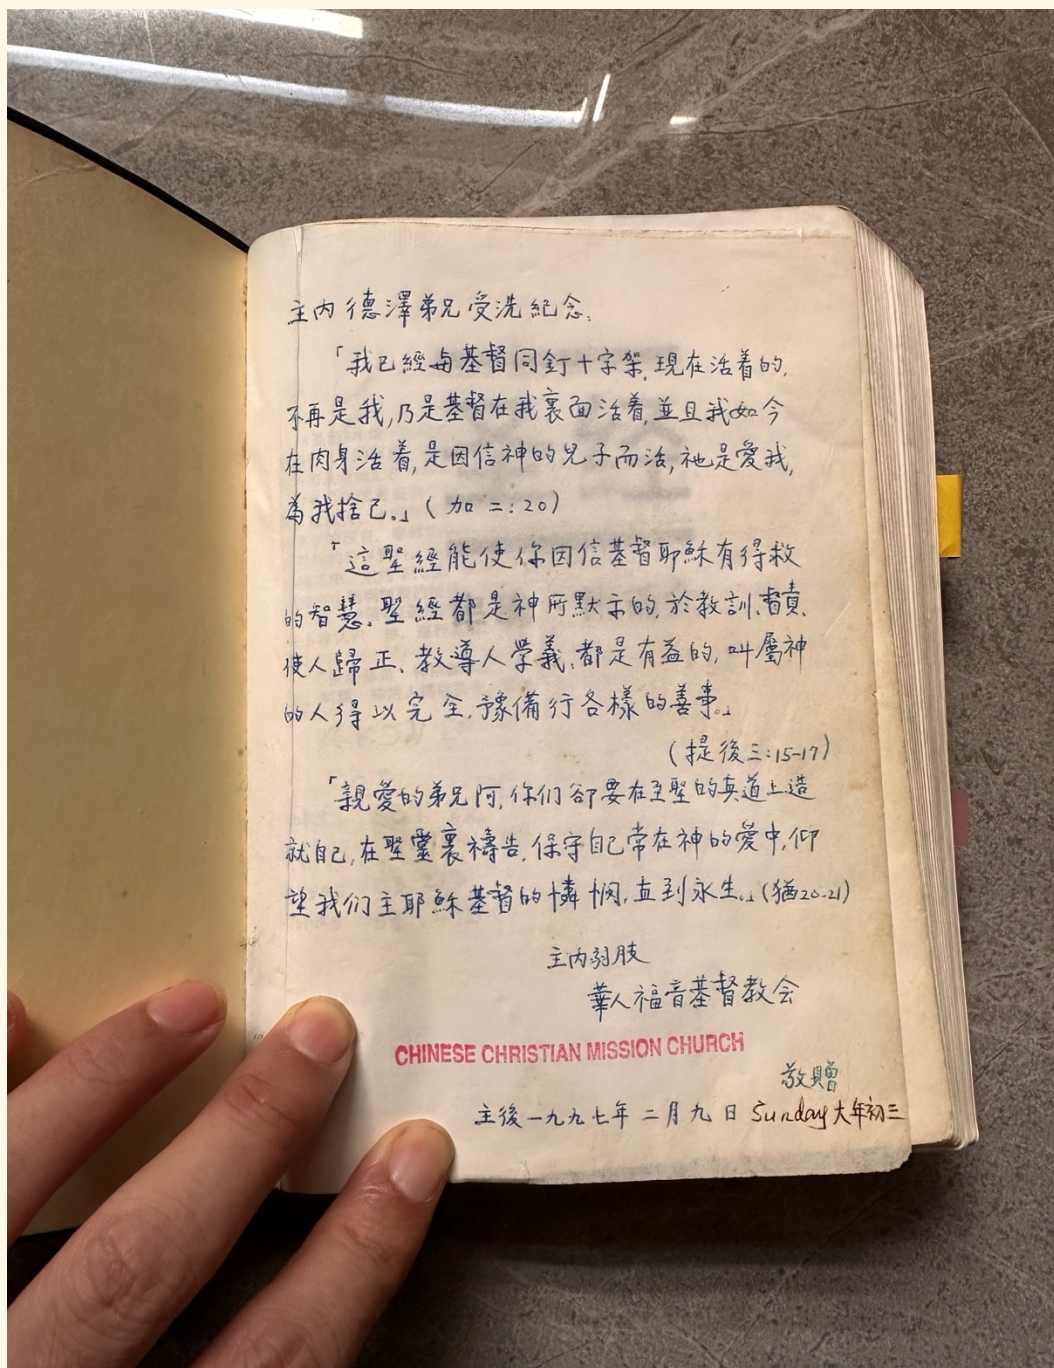 主内德澤弟兄受洗紀念:
「我已經与基督同釘十字架,現在活着的,
不再是我,乃是基督在我裏面活着,並且我如今
在肉身活着,是因信神的兒子而活,祂是愛我,
為我捨己。」(加二:20)
「這聖經能使你因信基督耶穌有得救
的智慧。聖經都是神所默示的,於教訓、督責、
使人歸正、教導人學義,都是有益的,叫屬神
的人得以完全,豫備行各樣的善事。」
(提後三:15-17)
「親愛的弟兄阿,你们卻要在至聖的真道上造
就自己,在聖靈裏禱告,保守自己常在神的愛中,仰
望我们主耶穌基督的憐憫,直到永生。」(猶20-21)
主内弱肢
華人福音基督教会
CHINESE CHRISTIAN MISSION CHURCH
敬贈
主後一九九七年二月九日 Sunday大年初三